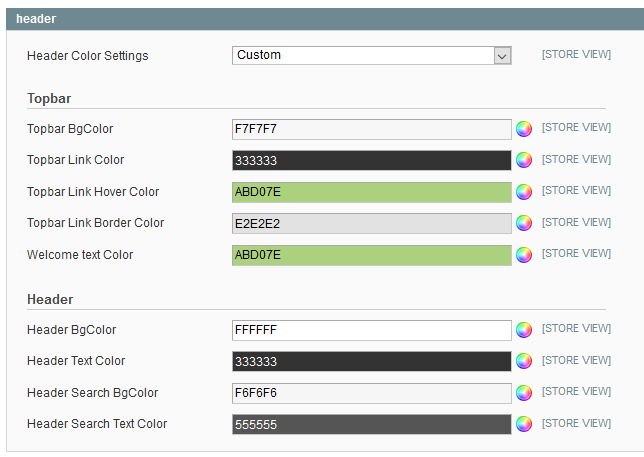 header
Header Color Settings Custom [STORE VIEW]
Topbar
Topbar BgColor F7F7F7 [STORE VIEW]
Topbar Link Color 333333 [STORE VIEW]
Topbar Link Hover Color ABD07E [STORE VIEW]
Topbar Link Border Color E2E2E2 [STORE VIEW]
Welcome text Color ABD07E [STORE VIEW]
Header
Header BgColor FFFFFF [STORE VIEW]
Header Text Color 333333 [STORE VIEW]
Header Search BgColor F6F6F6 [STORE VIEW]
Header Search Text Color 555555 [STORE VIEW]